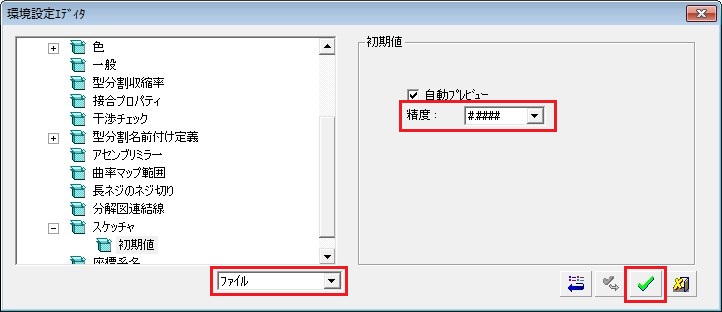 環境設定ｴﾃﾞｨﾀ
色
一般
型分割収縮率
接合プロパティ
干渉チェック
型分割名前付け定義
アセンブリミラー
曲率マップ範囲
長ネジのネジ切り
分解図連結線
スケッチャ
初期値
座標系名
ファイル
初期値
自動ﾌﾟﾚﾋﾞｭｰ
精度：
#.####